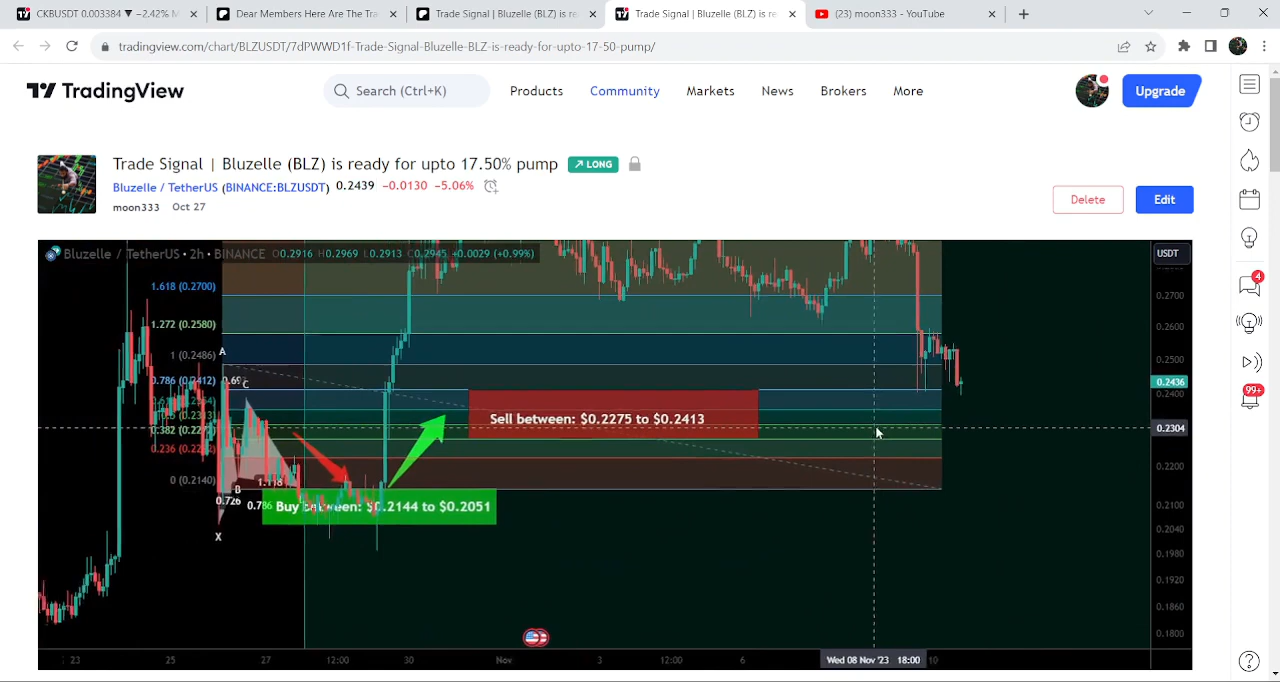 CKBUSDT 0.003384 ▼ −2.42% M
Dear Members Here Are The Tra
Trade Signal | Bluzelle (BLZ) is re
Trade Signal | Bluzelle (BLZ) is re
(23) moon333 - YouTube
tradingview.com/chart/BLZUSDT/7dPWWD1f-Trade-Signal-Bluzelle-BLZ-is-ready-for-upto-17-50-pump/
TradingView
Search (Ctrl+K)
Products
Community
Markets
News
Brokers
More
Upgrade
Trade Signal | Bluzelle (BLZ) is ready for upto 17.50% pump
LONG
Bluzelle / TetherUS (BINANCE:BLZUSDT) 0.2439 −0.0130 −5.06%
moon333 Oct 27
Delete
Edit
Bluzelle / TetherUS • 2h • BINANCE O0.2916 H0.2969 L0.2913 C0.2945 +0.0029 (+0.99%)
USDT
1.618 (0.2700)
1.272 (0.2580)
1 (0.2486)
A
0.786 (0.2412)
C
0.382
0.236
0 (0.2140)
B
0.726
0.786
X
Sell between: $0.2275 to $0.2413
Buy between: $0.2144 to $0.2051
0.2700
0.2600
0.2500
0.2436
0.2400
0.2304
0.2200
0.2100
0.2040
0.1980
0.1920
0.1860
0.1800
23
25
27
12:00
30
Nov
3
12:00
6
Wed 08 Nov '23 18:00
10
4
99+